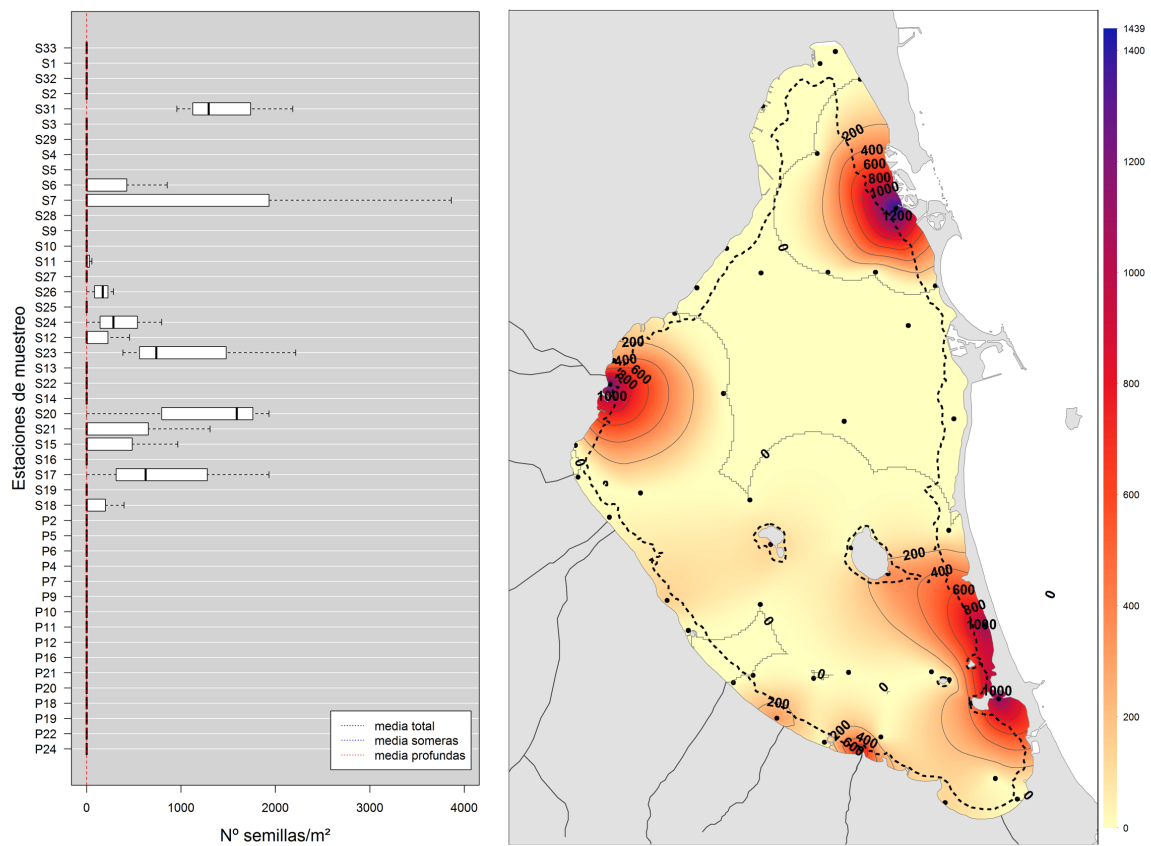 Estaciones de muestreo
S33
S1
S32
S2
S31
S3
S29
S4
S5
S6
S7
S28
S9
S10
S11
S27
S26
S25
S24
S12
S23
S13
S22
S14
S20
S21
S15
S16
S17
S19
S18
P2
P5
P6
P4
P7
P9
P10
P11
P12
P16
P21
P20
P18
P19
P22
P24
media total
media someras
media profundas
0 1000 2000 3000 4000
Nº semillas/m²
200
400
600
800
1000
1200
0
200
400
600
800
1000
0
0
200
400
600
800
1000
0
0
1000
0
0
200
200
400
600
0
1439
1400
1200
1000
800
600
400
200
0